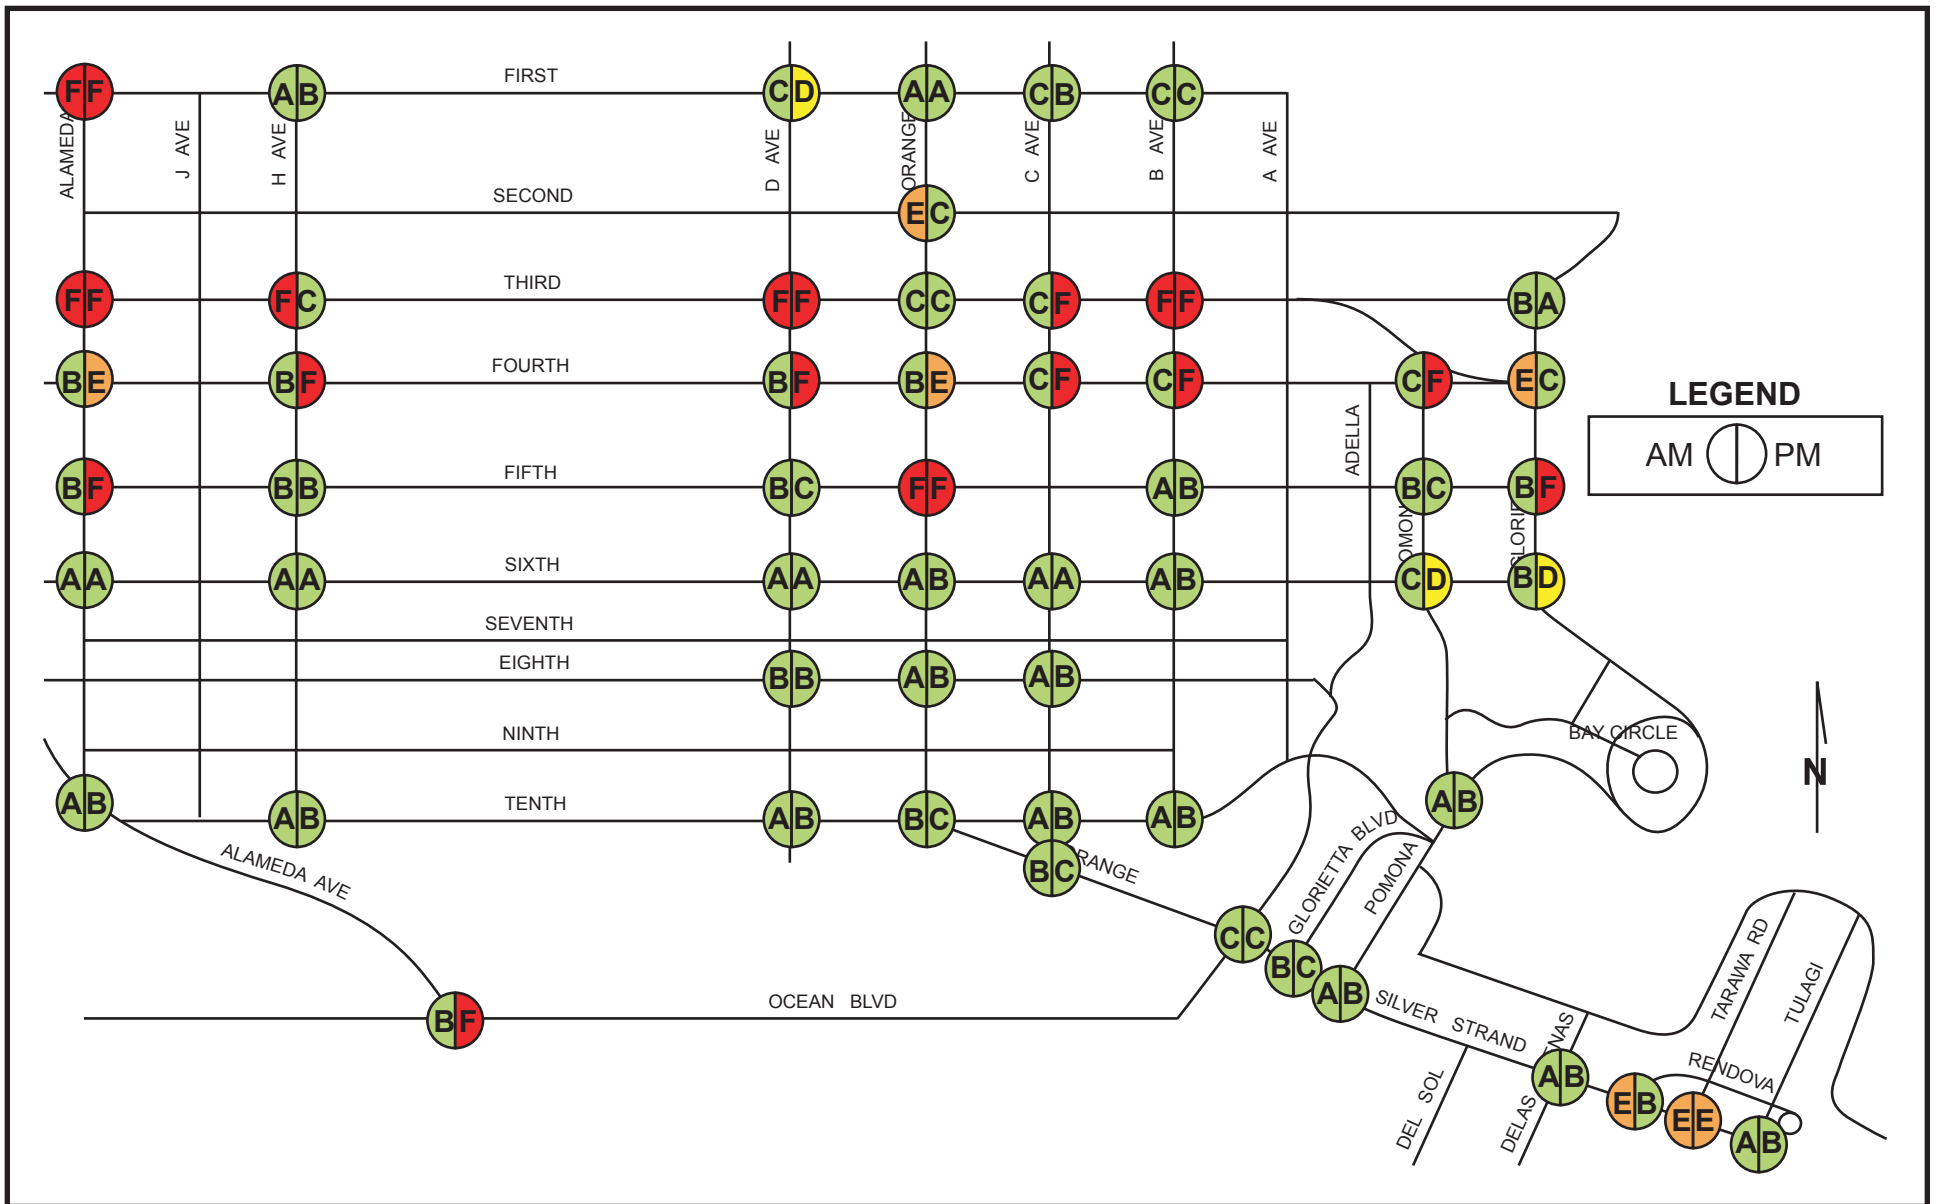 FIRST
F F
A B
C D
A A
C B
C C
ALAMEDA
J AVE
H AVE
D AVE
ORANGE
C AVE
B AVE
A AVE
SECOND
E C
THIRD
F F
F C
F F
C C
C F
F F
B A
FOURTH
B E
B F
B F
B E
C F
C F
C F
E C
LEGEND
AM PM
ADELLA
FIFTH
B F
B B
B C
F F
A B
B C
B F
SIXTH
A A
A A
A A
A B
A A
A B
C D
B D
SEVENTH
EIGHTH
B B
A B
A B
NINTH
BAY CIRCLE
N
TENTH
A B
A B
A B
B C
A B
A B
A B
ALAMEDA AVE
B C
RANGE
GLORIETTA BLVD
POMONA
C C
B C
A B
OCEAN BLVD
B F
SILVER STRAND
TARAWA RD
TULAGI
RENDOVA
DEL SOL
DELAS
A B
E B
E E
A B